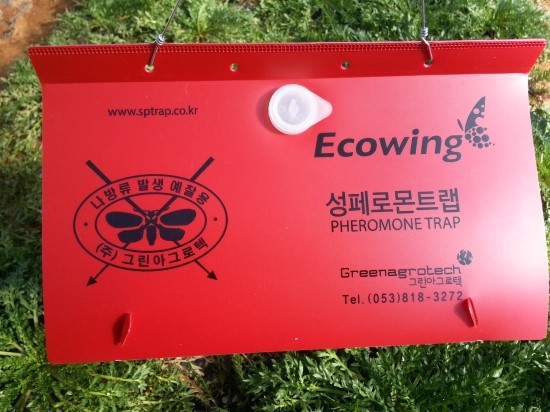 www.sptrap.co.kr
Ecowing
나방류 발생 예찰용
(주) 그린아그로텍
성페로몬트랩
PHEROMONE TRAP
Greenagrotech
그린아그로텍
Tel. (053)818-3272